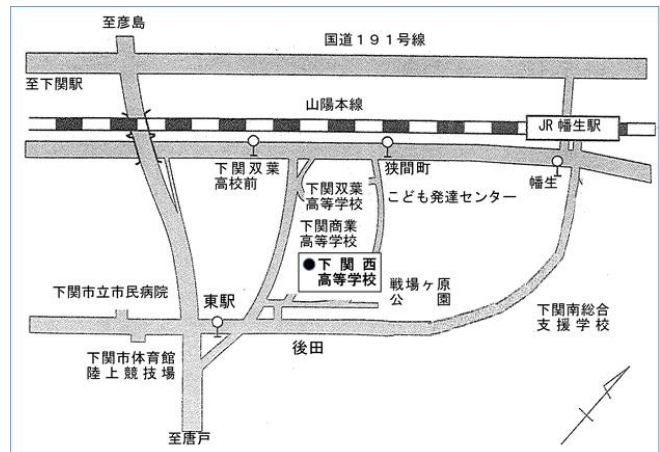 至彦島
国道191号線
至下関駅
山陽本線
JR幡生駅
下関双葉
高校前
狭間町
幡生
下関双葉
高等学校
こども発達センター
下関商業
高等学校
下関西
高等学校
戦場ヶ原
公園
下関市立市民病院
東駅
下関南総合
支援学校
後田
下関市体育館
陸上競技場
至唐戸